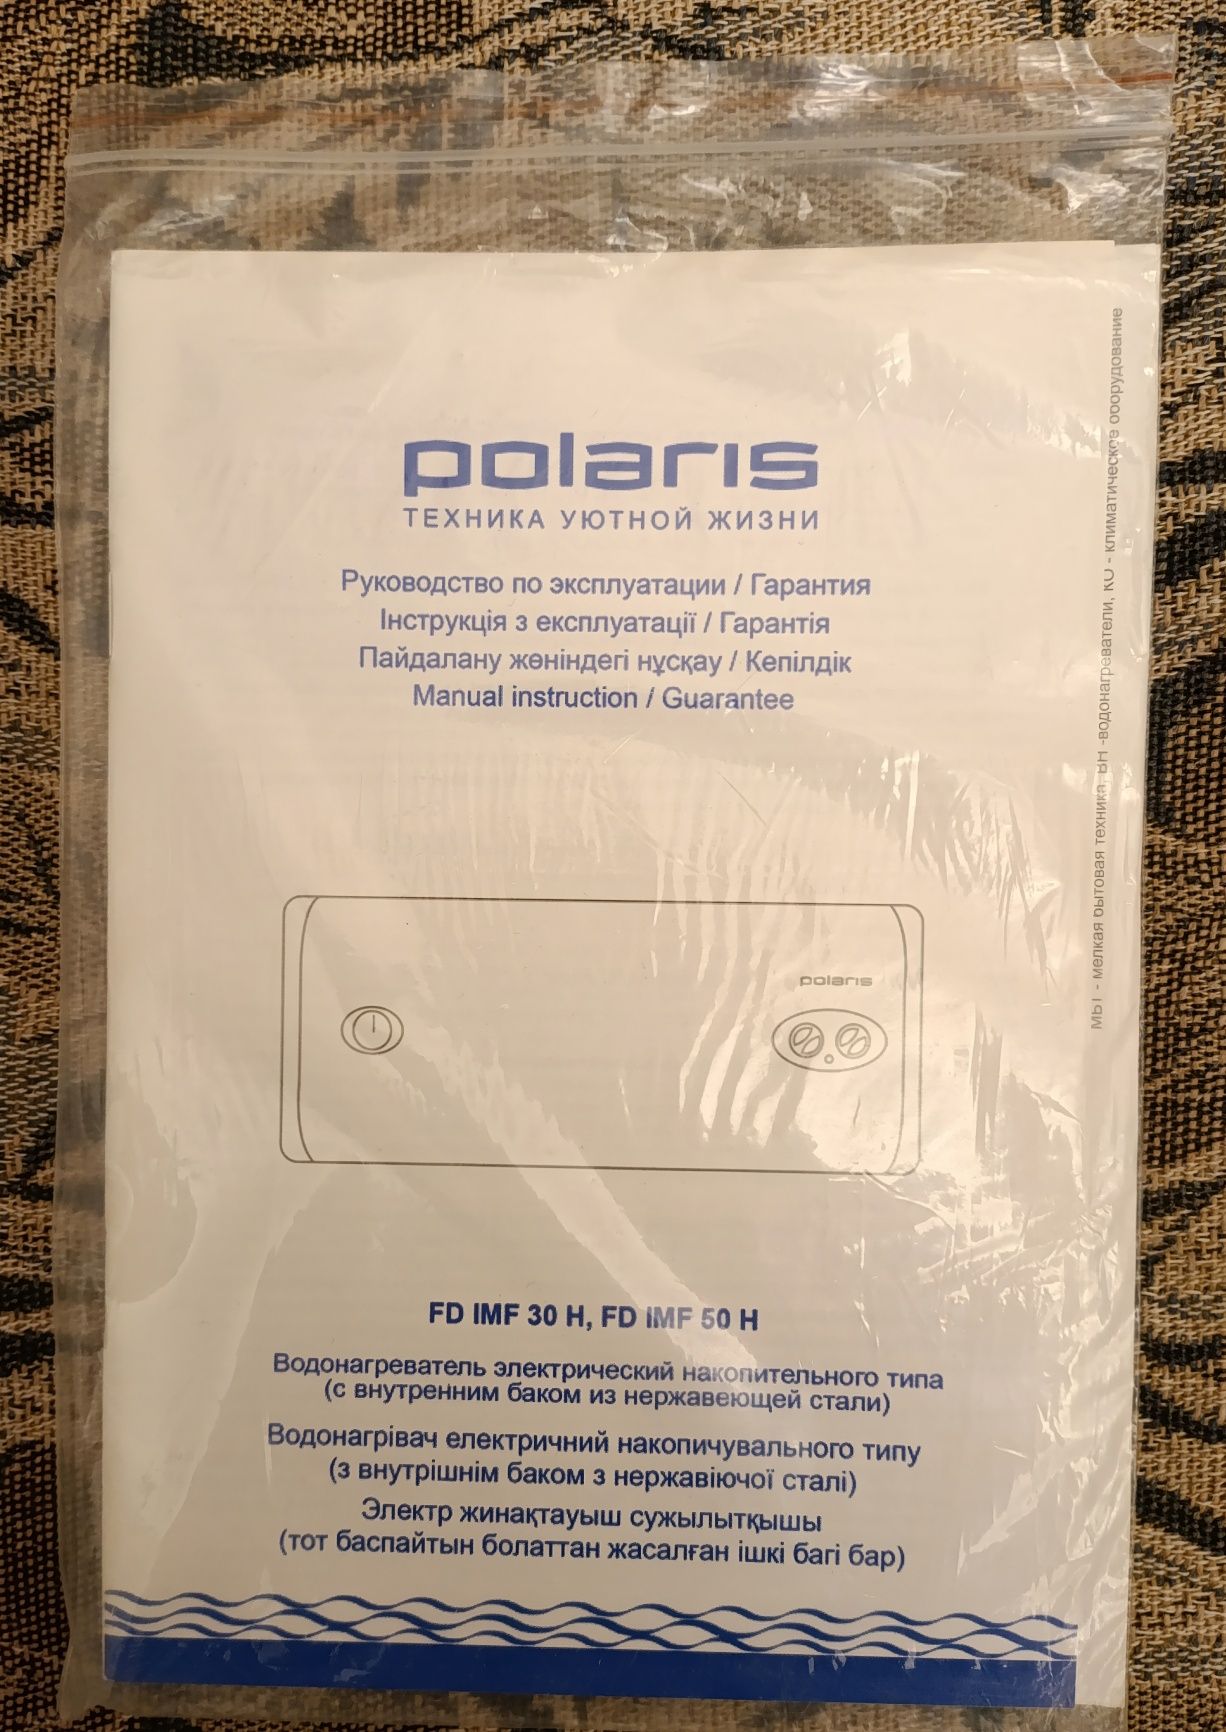 polaris
ТЕХНИКА УЮТНОЙ ЖИЗНИ
Руководство по эксплуатации / Гарантия
Інструкція з експлуатації / Гарантія
Пайдалану жөніндегі нұсқау / Кепілдік
Manual instruction / Guarantee
polaris
FD IMF 30 H, FD IMF 50 H
Водонагреватель электрический накопительного типа
(с внутренним баком из нержавеющей стали)
Водонагрівач електричний накопичувального типу
(з внутрішнім баком з нержавіючої сталі)
Электр жинақтауыш сужылытқышы
(тот баспайтын болаттан жасалған ішкі багі бар)
МБТ - мелкая бытовая техника, ВН -водонагреватели, КО - климатическое оборудование